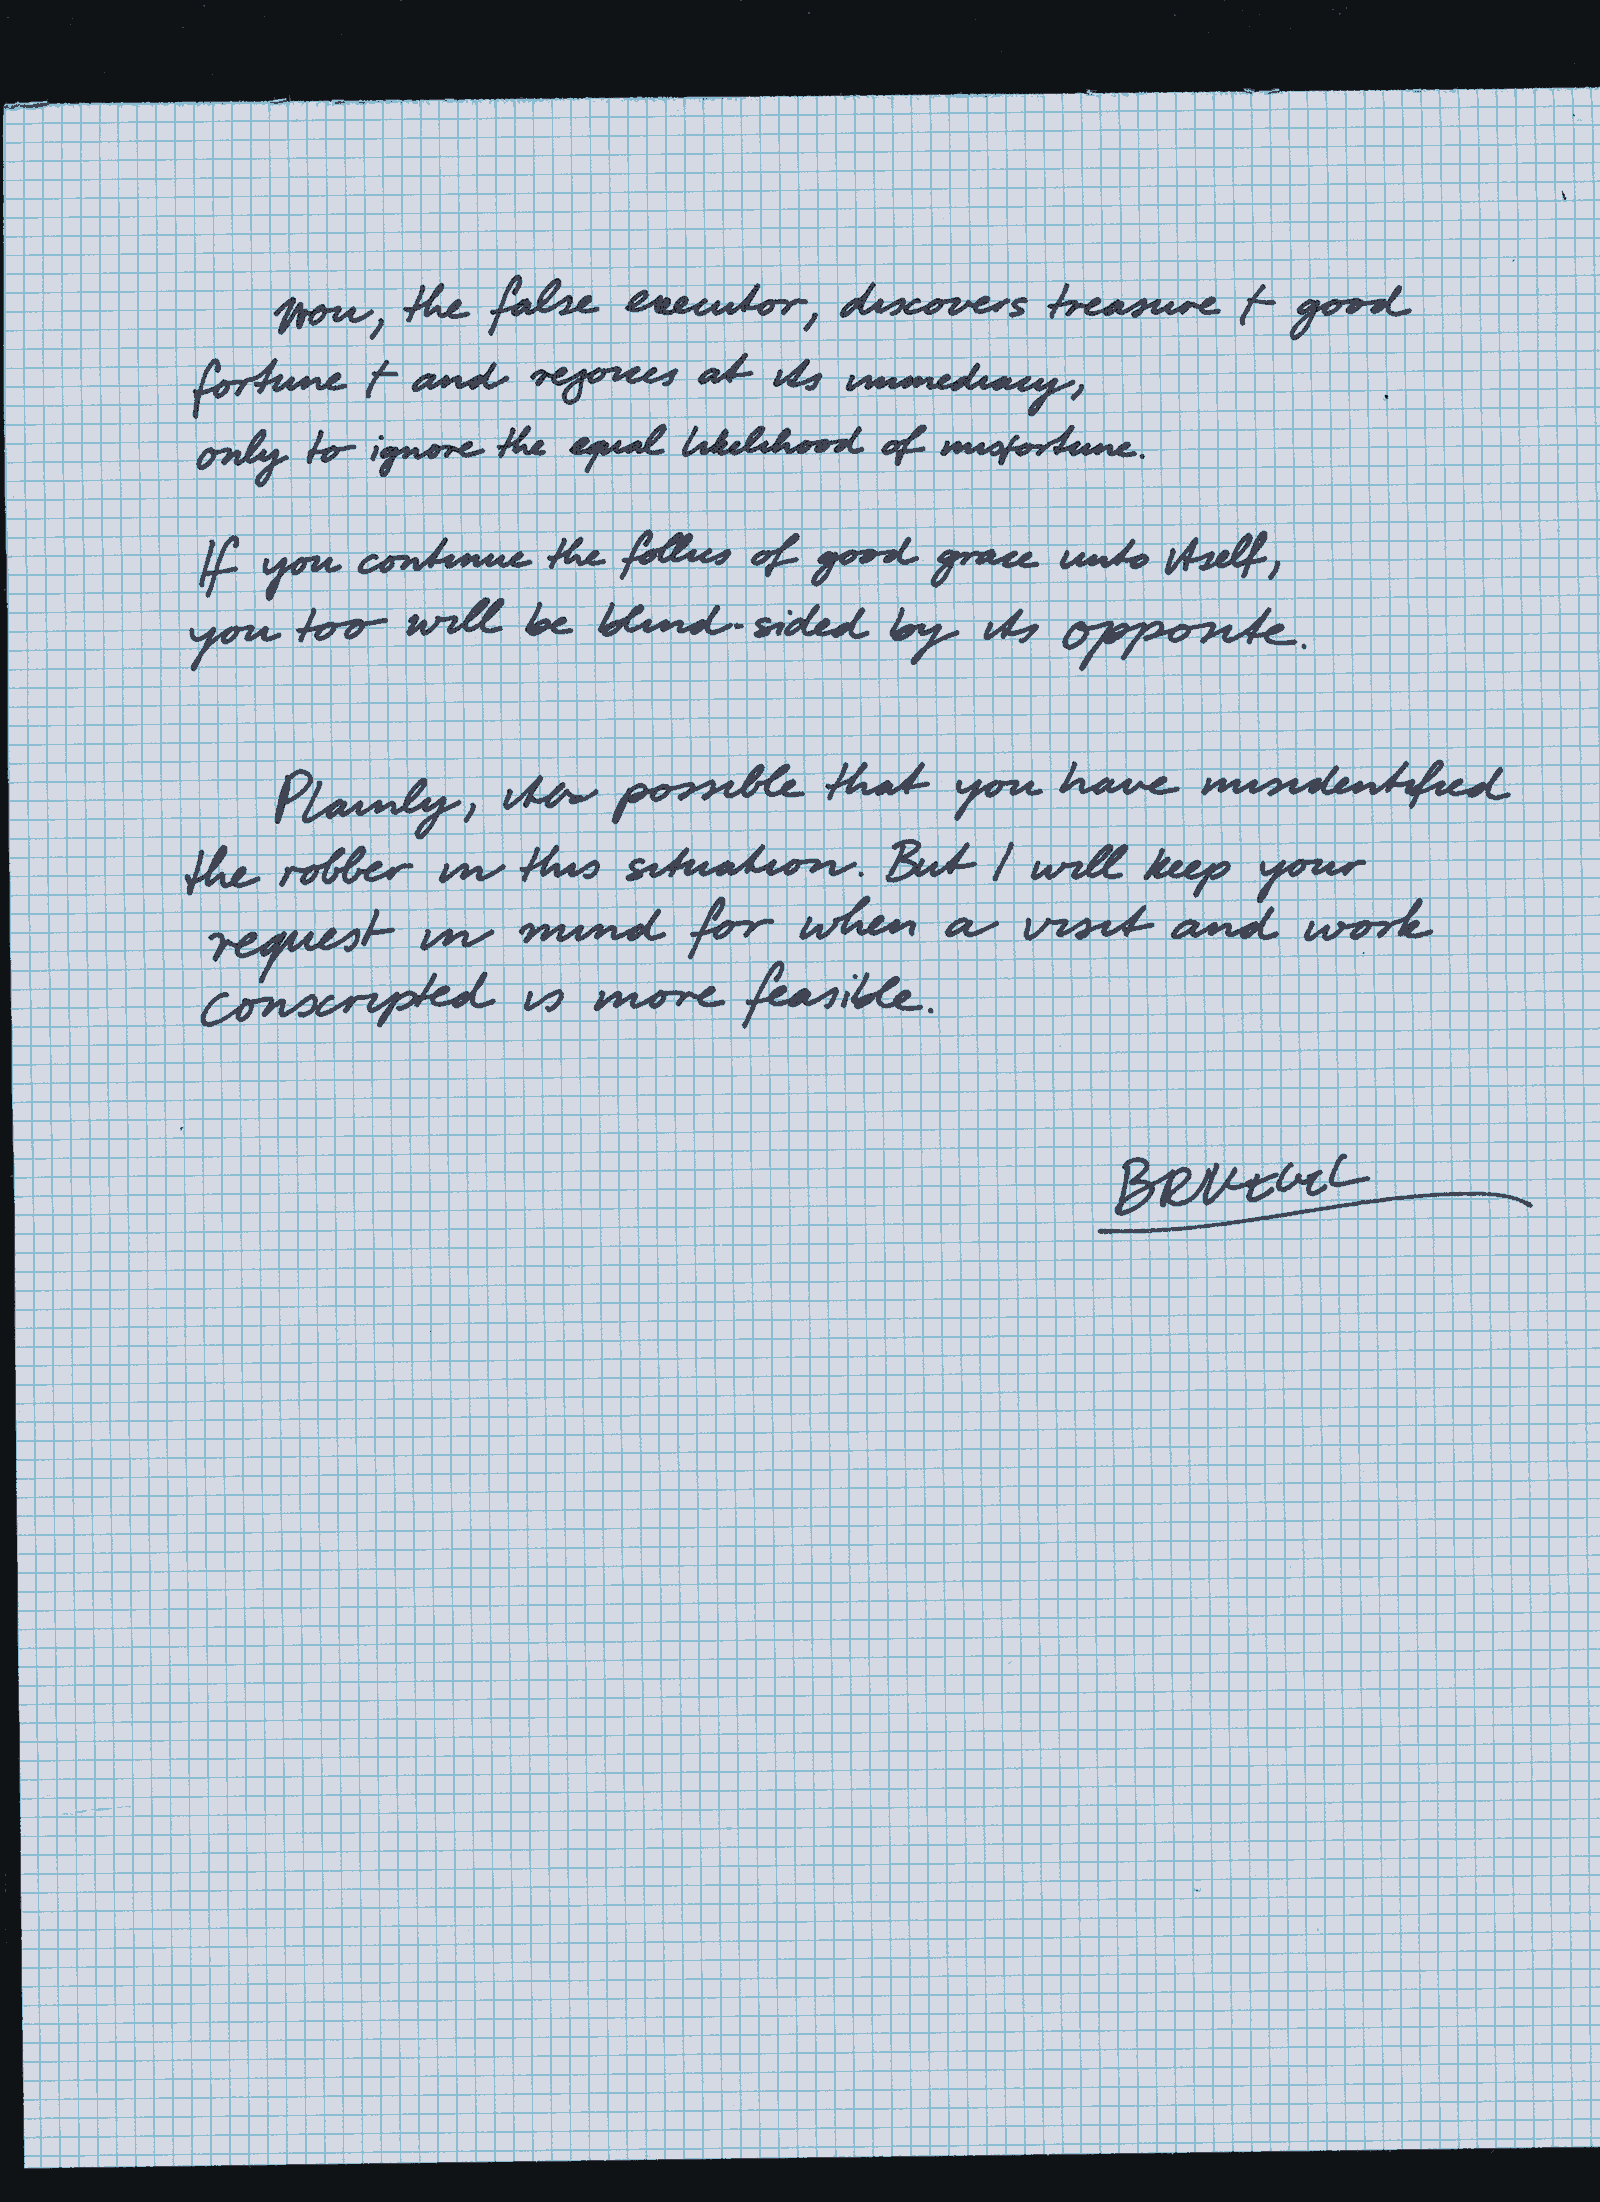 you, the false executor, discovers treasure + good
fortune + and rejoices at its immediacy,
only to ignore the equal likelihood of misfortune.
If you continue the follies of good grace unto itself,
you too will be blind-sided by its opposite.
Plainly, it is possible that you have misidentified
the robber in this situation. But I will keep your
request in mind for when a visit and work
conscripted is more feasible.
BRUEGEL